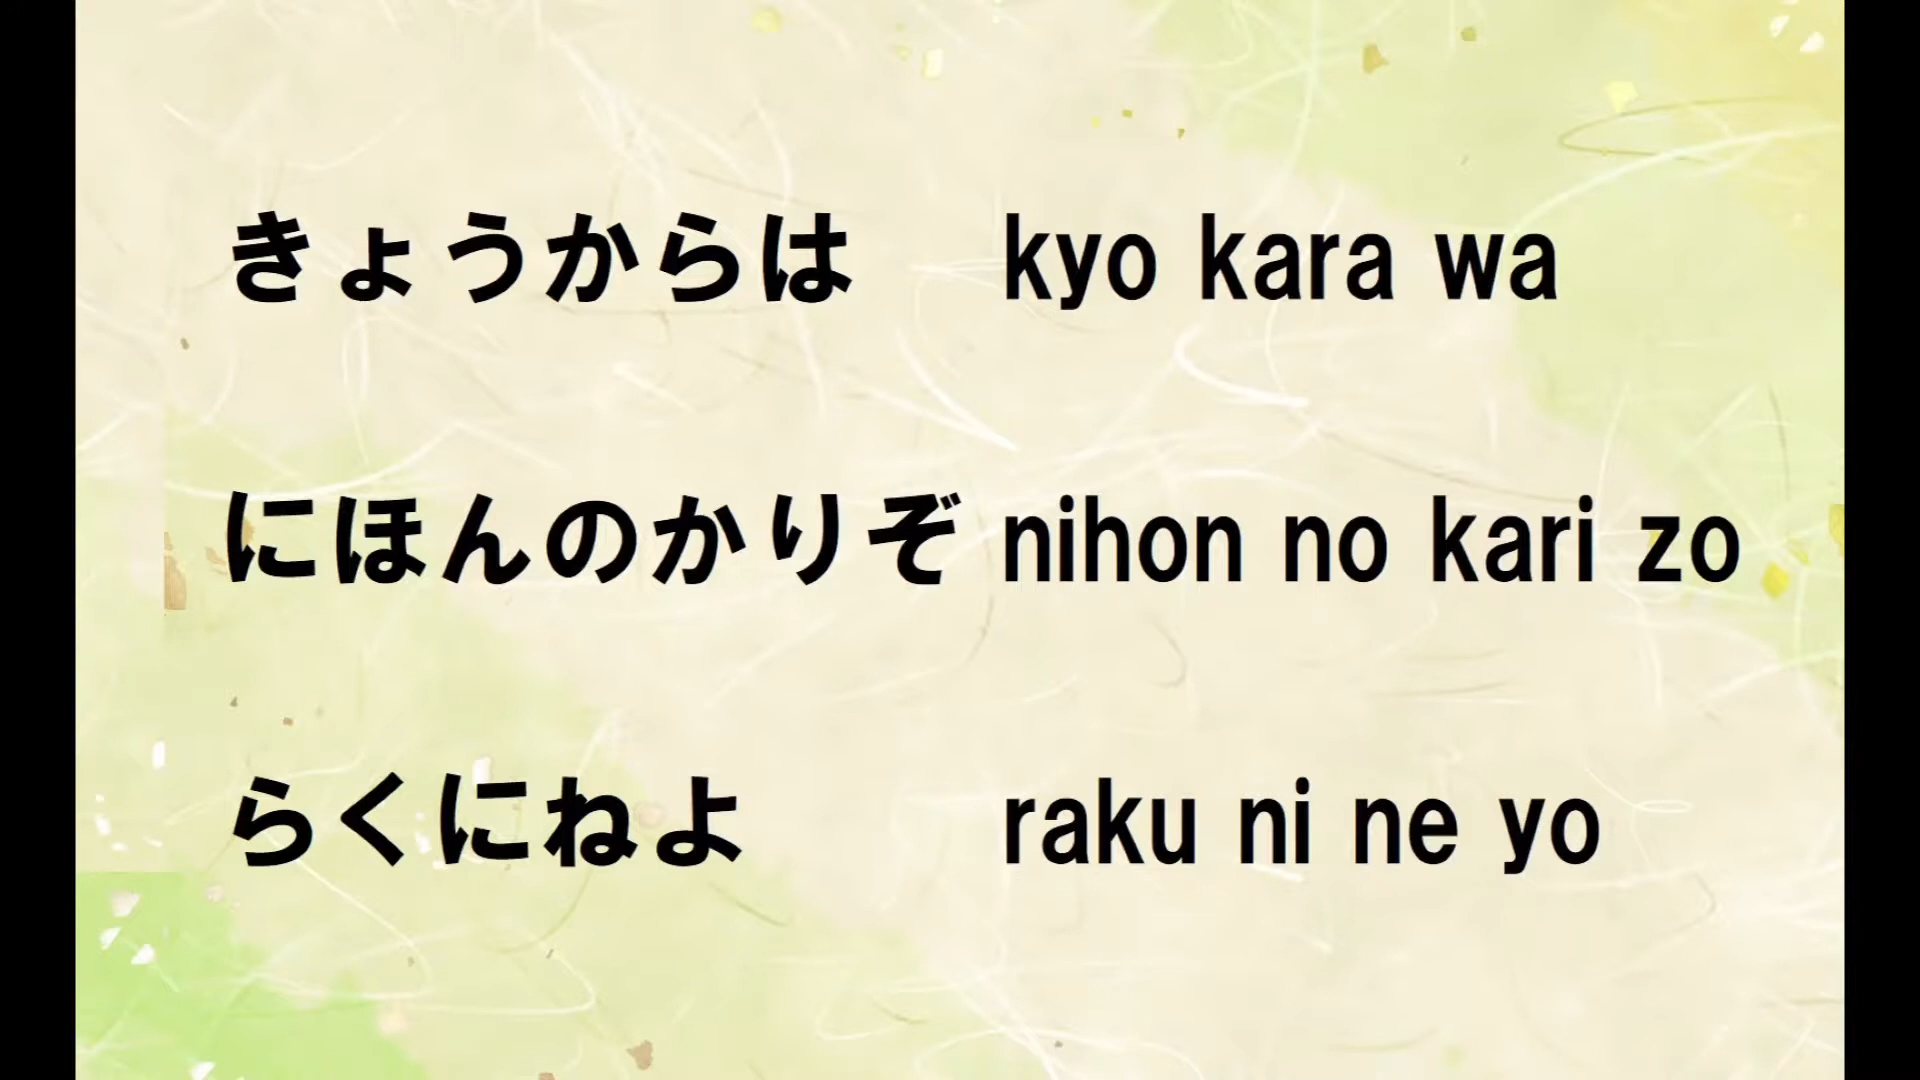 きょうからは kyo kara wa
にほんのかりぞ nihon no kari zo
らくにねよ raku ni ne yo